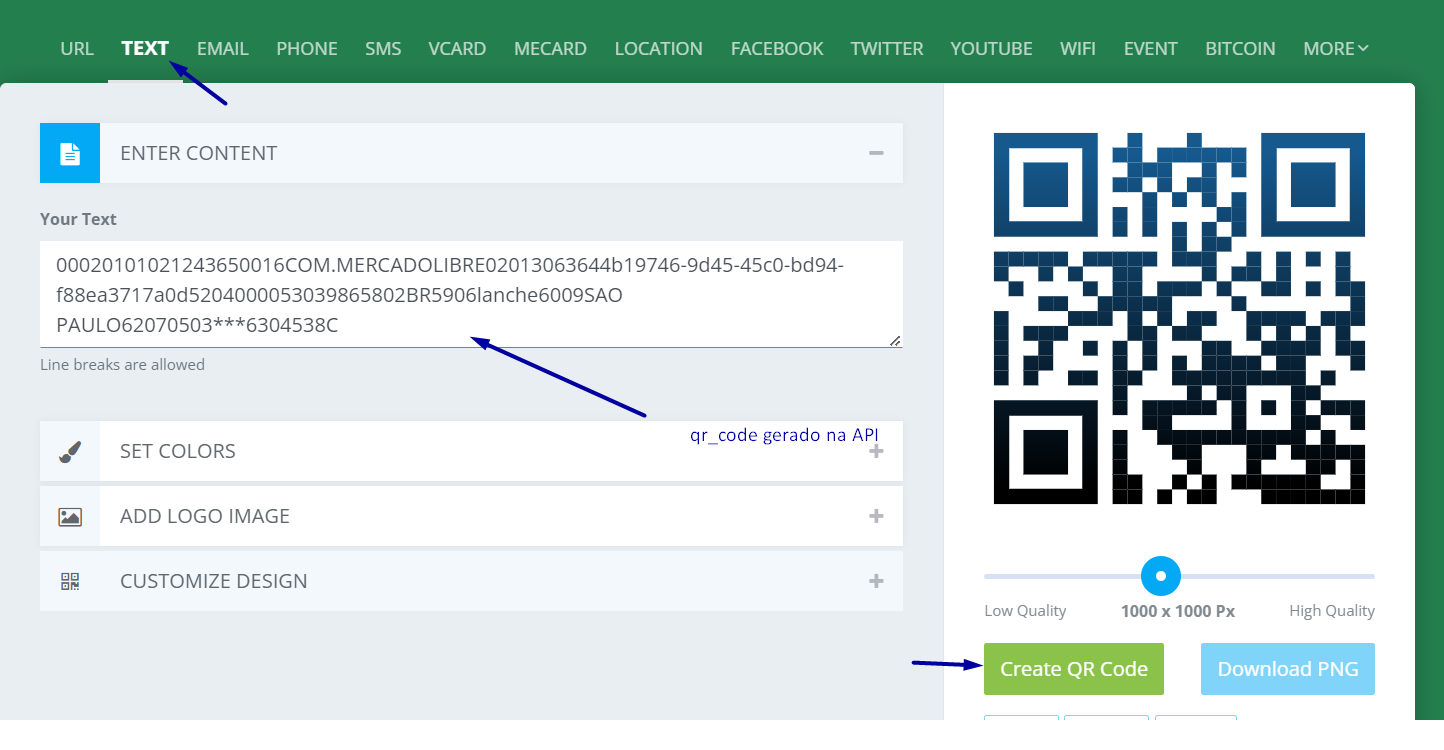 URL TEXT EMAIL PHONE SMS VCARD MECARD LOCATION FACEBOOK TWITTER YOUTUBE WIFI EVENT BITCOIN MORE
ENTER CONTENT
Your Text
00020101021243650016COM.MERCADOLIBRE02013063644b19746-9d45-45c0-bd94-
f88ea3717a0d5204000053039865802BR5906lanche6009SAO
PAULO62070503***6304538C
Line breaks are allowed
qr_code gerado na API
SET COLORS
ADD LOGO IMAGE
CUSTOMIZE DESIGN
Low Quality 1000 x 1000 Px High Quality
Create QR Code Download PNG